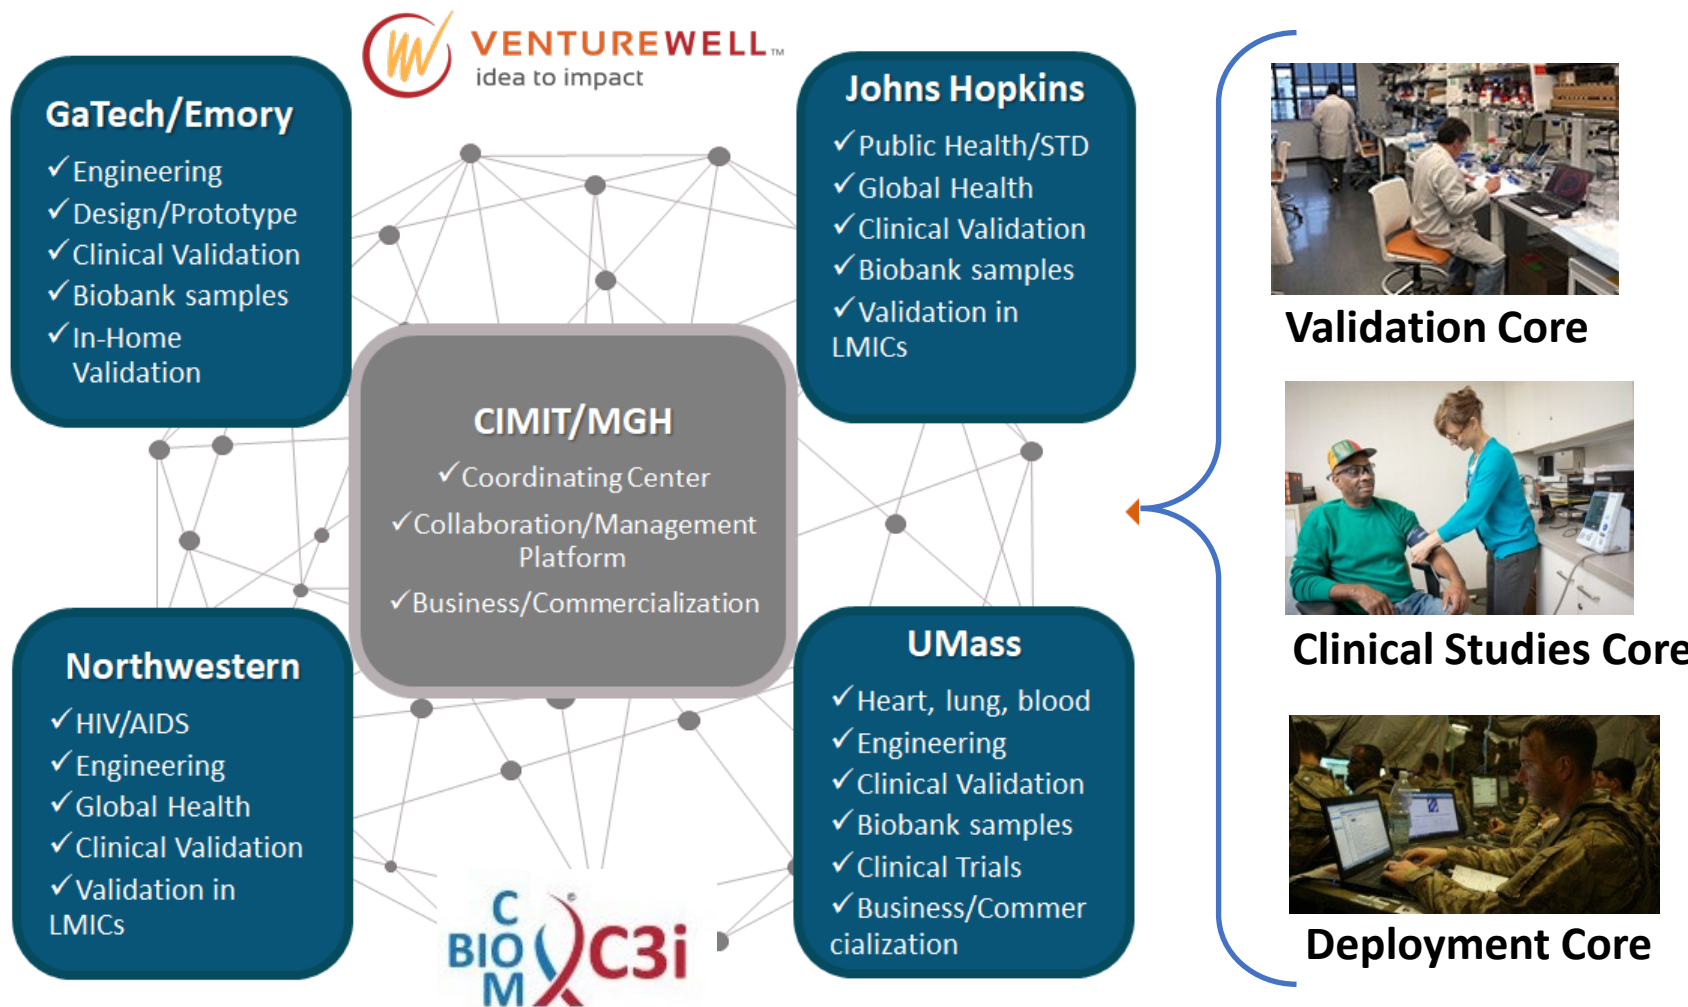 VENTUREWELL™
idea to impact
GaTech/Emory
✓Engineering
✓Design/Prototype
✓Clinical Validation
✓Biobank samples
✓In-Home
Validation
Johns Hopkins
✓Public Health/STD
✓Global Health
✓Clinical Validation
✓Biobank samples
✓Validation in
LMICs
CIMIT/MGH
✓Coordinating Center
✓Collaboration/Management
Platform
✓Business/Commercialization
Northwestern
✓HIV/AIDS
✓Engineering
✓Global Health
✓Clinical Validation
✓Validation in
LMICs
UMass
✓Heart, lung, blood
✓Engineering
✓Clinical Validation
✓Biobank samples
✓Clinical Trials
✓Business/Commer
cialization
C
BIO C3i
M
©
Validation Core
Clinical Studies Core
Deployment Core